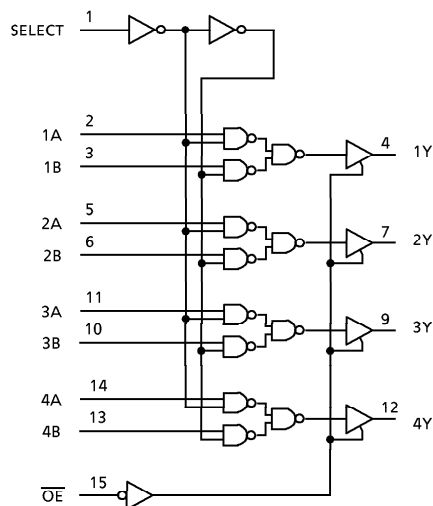 SELECT 1
1A 2 4 1Y
1B 3
2A 5 7 2Y
2B 6
3A 11 9 3Y
3B 10
4A 14 12 4Y
4B 13
O̅E̅ 15